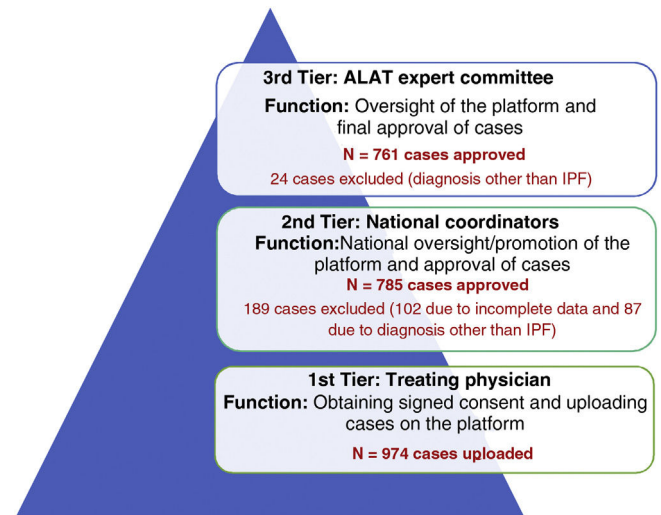 3rd Tier: ALAT expert committee
Function: Oversight of the platform and
final approval of cases
N = 761 cases approved
24 cases excluded (diagnosis other than IPF)
2nd Tier: National coordinators
Function:National oversight/promotion of the
platform and approval of cases
N = 785 cases approved
189 cases excluded (102 due to incomplete data and 87
due to diagnosis other than IPF)
1st Tier: Treating physician
Function: Obtaining signed consent and uploading
cases on the platform
N = 974 cases uploaded